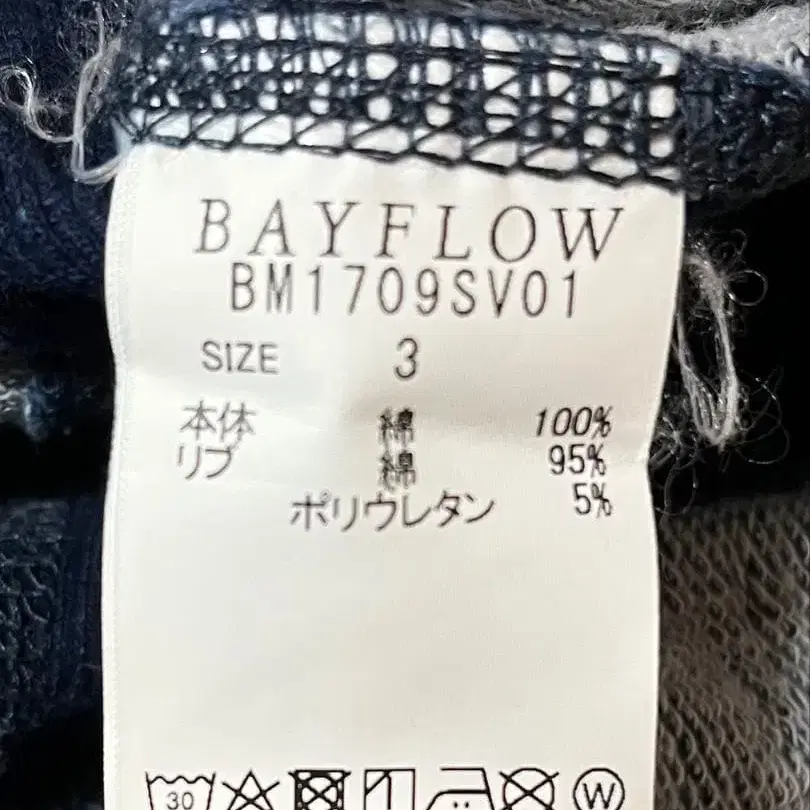 BAYFLOW
BM1709SV01
SIZE 3
本体 綿 100%
リブ 綿 95%
ポリウレタン 5%
30
W